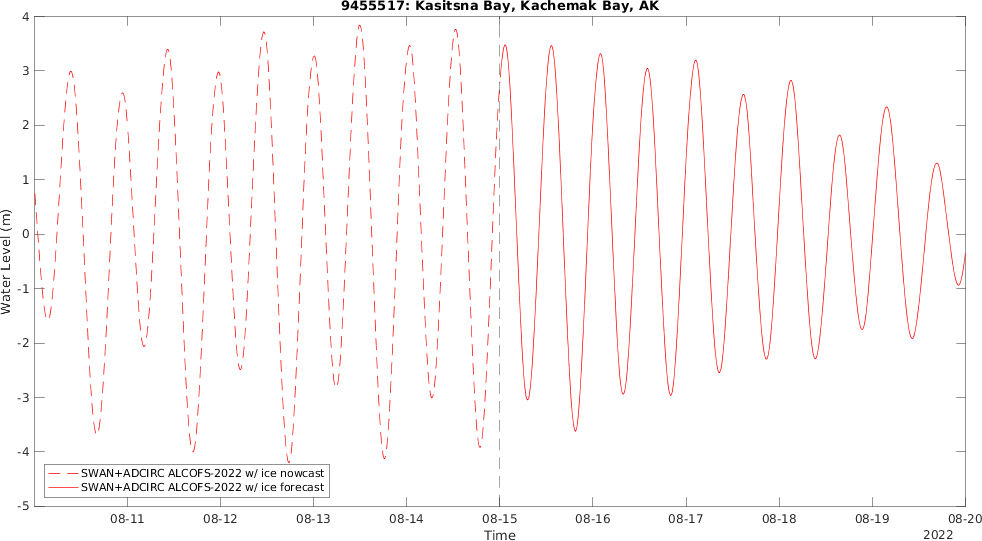 9455517: Kasitsna Bay, Kachemak Bay, AK
Water Level (m)
4
3
2
1
0
-1
-2
-3
-4
-5
SWAN+ADCIRC ALCOFS-2022 w/ ice nowcast
SWAN+ADCIRC ALCOFS-2022 w/ ice forecast
08-11 08-12 08-13 08-14 08-15 08-16 08-17 08-18 08-19 08-20
Time
2022